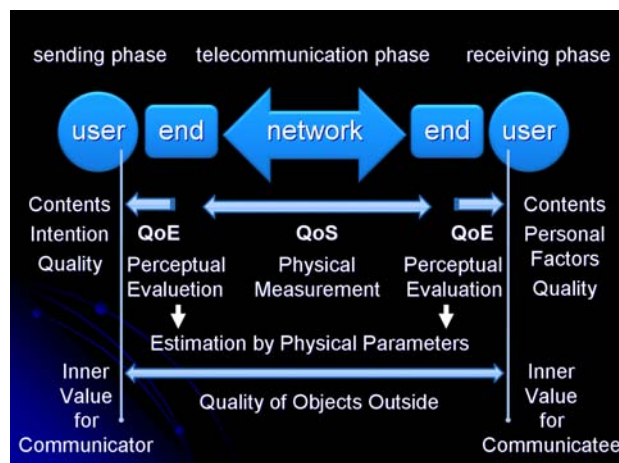 sending phase telecommunication phase receiving phase
user end network end user
Contents Contents
Intention QoE QoS QoE Personal
Factors
Quality Perceptual Physical Perceptual Quality
Evaluetion Measurement Evaluation
Estimation by Physical Parameters
Inner Inner
Value Quality of Objects Outside Value
for for
Communicator Communicatee